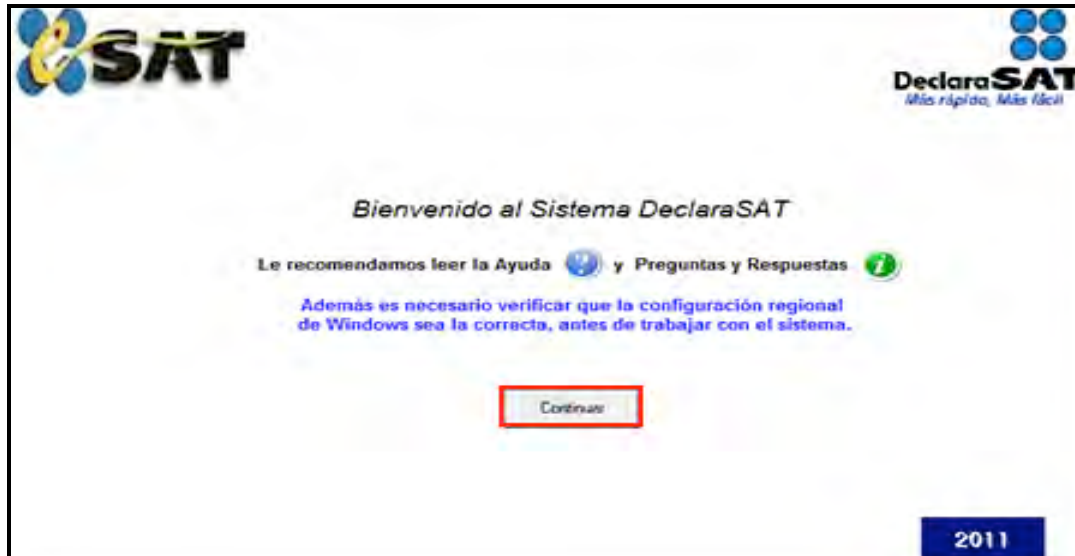 eSAT
DeclaraSAT
Más rápido, Más fácil
Bienvenido al Sistema DeclaraSAT
Le recomendamos leer la Ayuda ? y Preguntas y Respuestas i
Además es necesario verificar que la configuración regional
de Windows sea la correcta, antes de trabajar con el sistema.
Continuar
2011